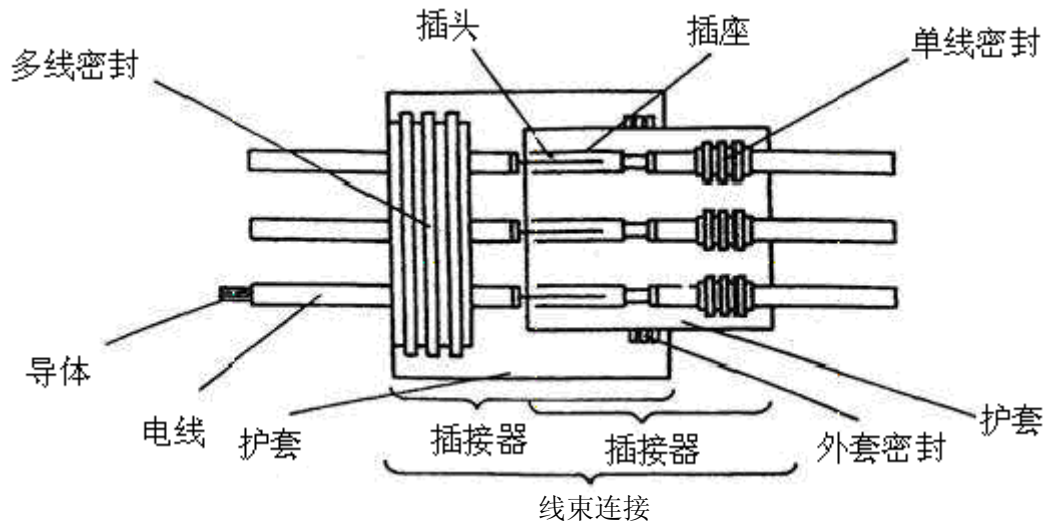 插头
插座
单线密封
多线密封
导体
电线
护套
插接器
插接器
外套密封
护套
线束连接